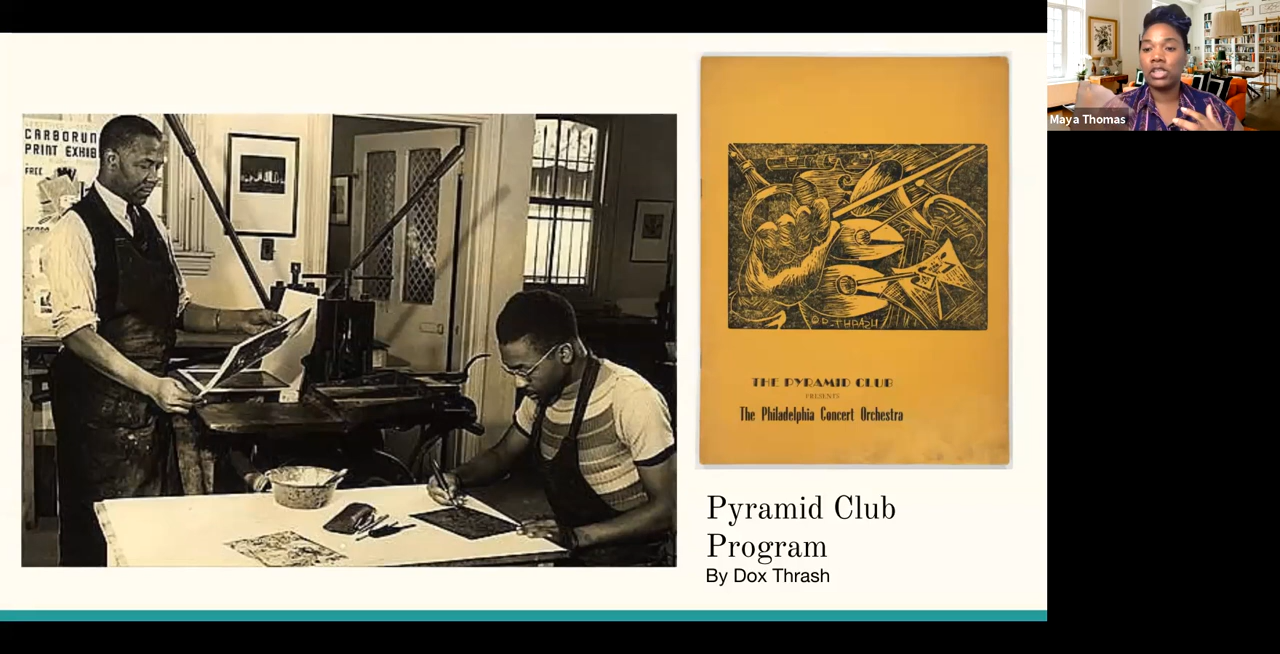 CARBORUN
PRINT EXHIB
FREE
D. THRASH
THE PYRAMID CLUB
PRESENTS
The Philadelphia Concert Orchestra
Pyramid Club
Program
By Dox Thrash
Maya Thomas